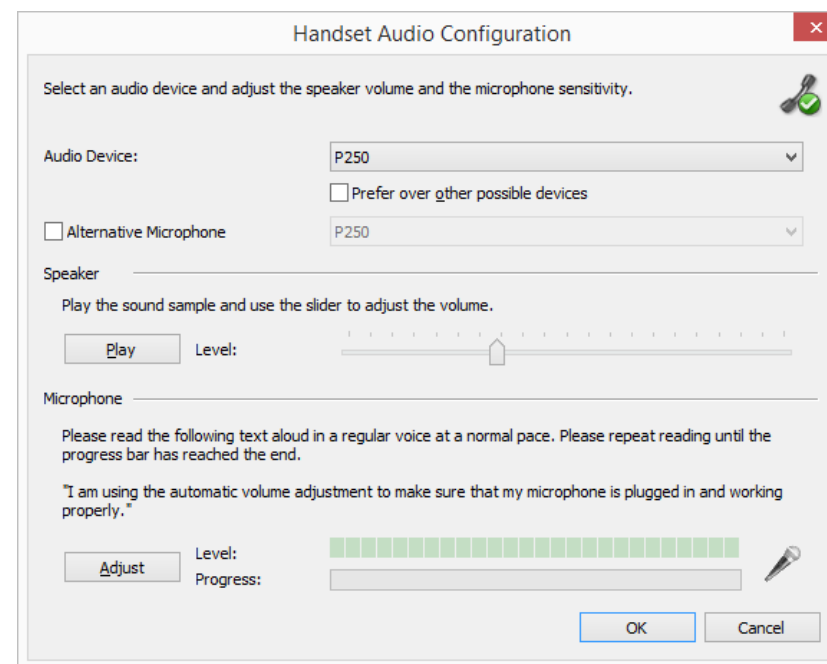 Handset Audio Configuration
Select an audio device and adjust the speaker volume and the microphone sensitivity.
Audio Device:
P250
Prefer over other possible devices
Alternative Microphone
P250
Speaker
Play the sound sample and use the slider to adjust the volume.
Play
Level:
Microphone
Please read the following text aloud in a regular voice at a normal pace. Please repeat reading until the
progress bar has reached the end.
"I am using the automatic volume adjustment to make sure that my microphone is plugged in and working
properly."
Adjust
Level:
Progress:
OK
Cancel